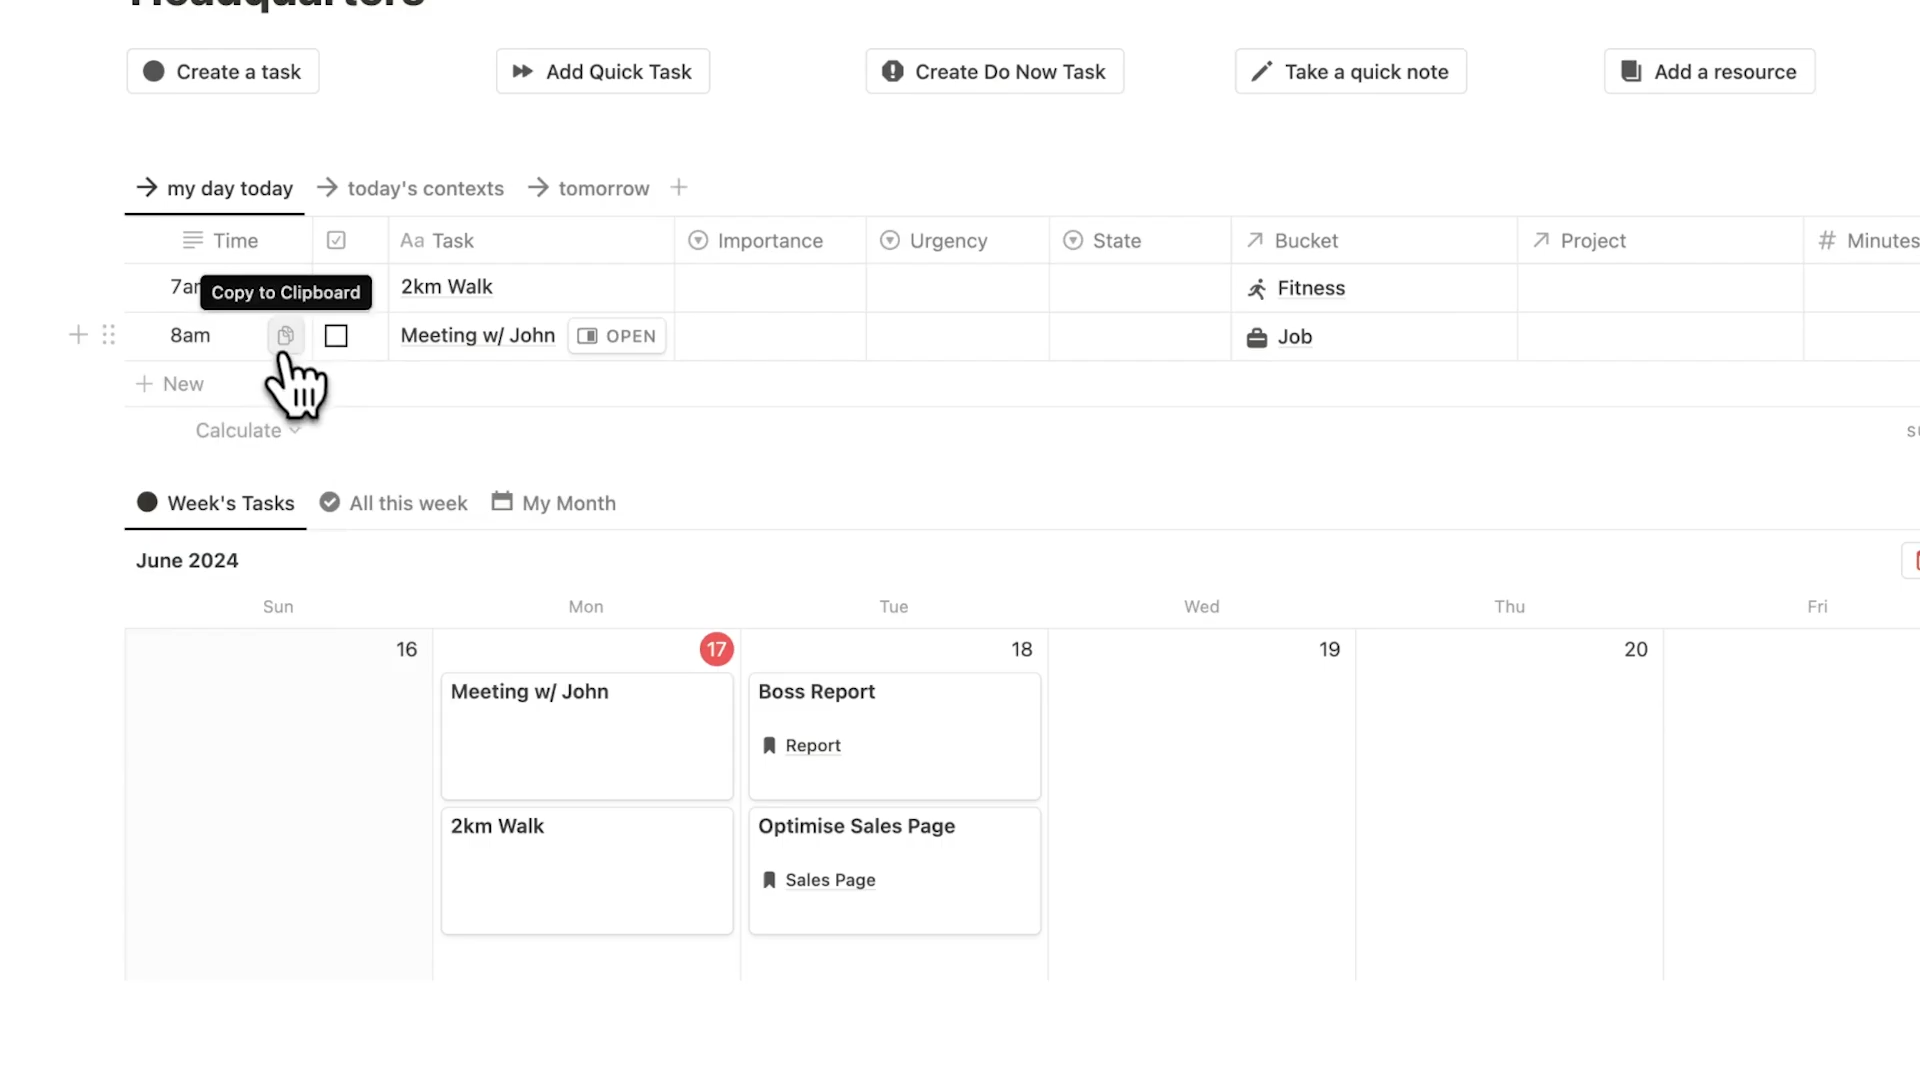 Headquarters
Create a task
Add Quick Task
Create Do Now Task
Take a quick note
Add a resource
my day today
today's contexts
tomorrow
Time
Aa Task
Importance
Urgency
State
Bucket
Project
# Minutes
Copy to Clipboard
2km Walk
Fitness
8am
Meeting w/ John
OPEN
Job
+ New
Calculate
Week's Tasks
All this week
My Month
June 2024
Sun
Mon
Tue
Wed
Thu
Fri
16
17
18
19
20
Meeting w/ John
Boss Report
Report
2km Walk
Optimise Sales Page
Sales Page